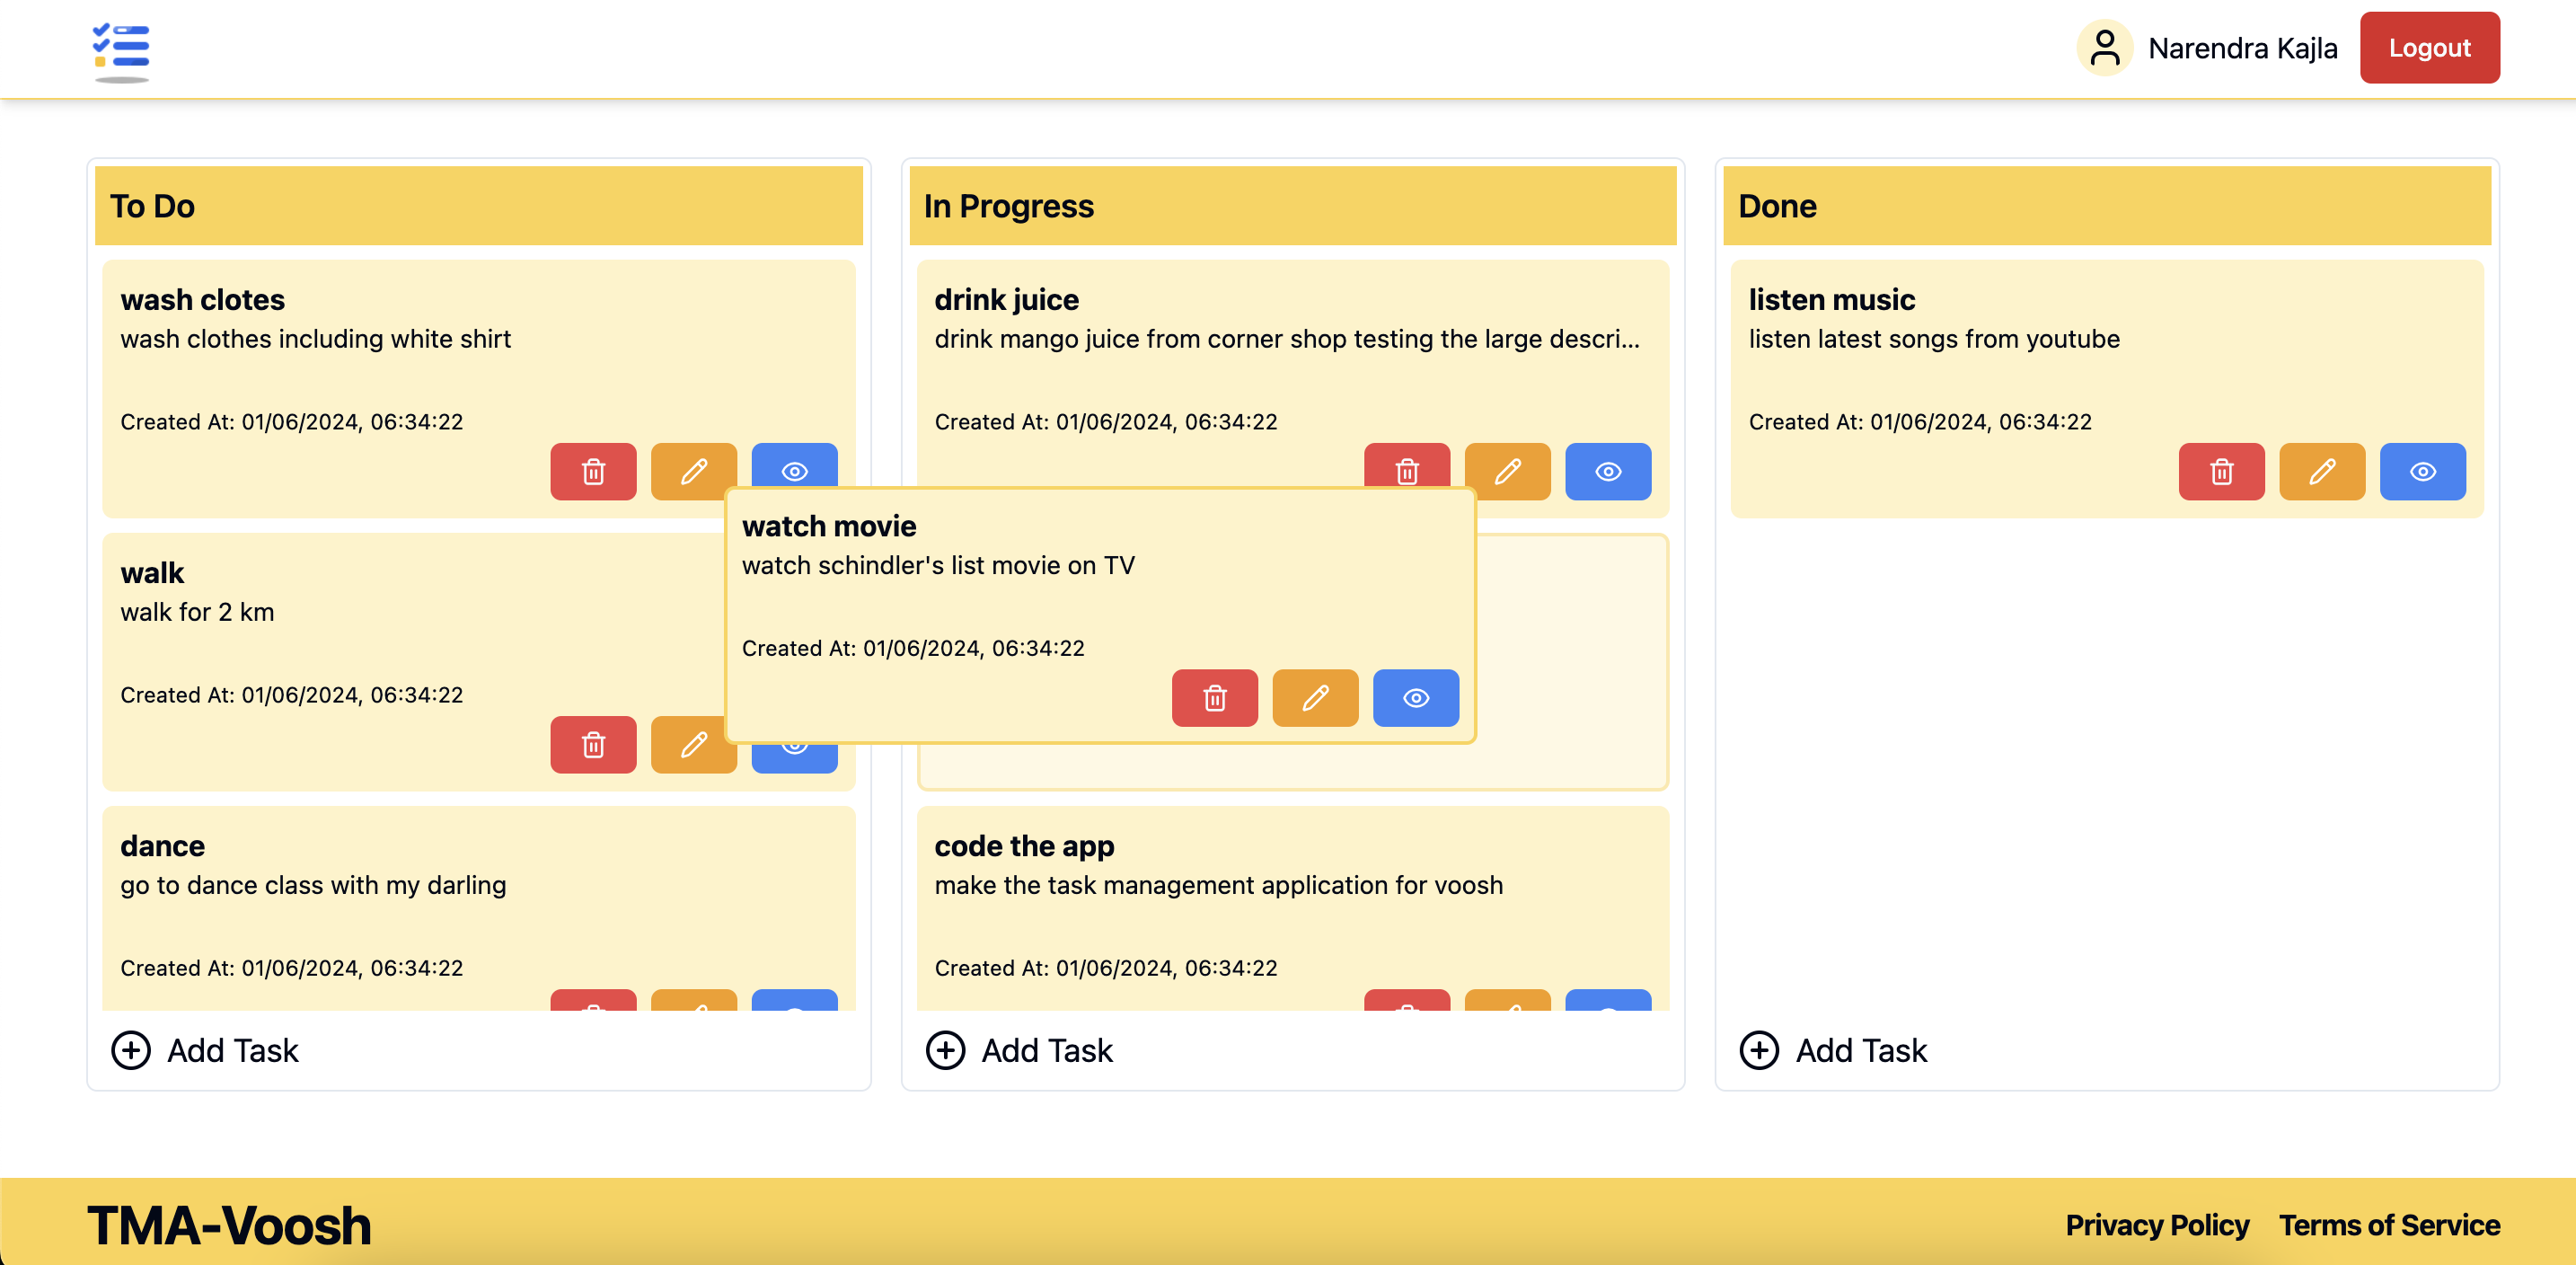 Narendra Kajla
Logout
To Do
wash clotes
wash clothes including white shirt
Created At: 01/06/2024, 06:34:22
walk
walk for 2 km
Created At: 01/06/2024, 06:34:22
dance
go to dance class with my darling
Created At: 01/06/2024, 06:34:22
Add Task
In Progress
drink juice
drink mango juice from corner shop testing the large descri...
Created At: 01/06/2024, 06:34:22
watch movie
watch schindler's list movie on TV
Created At: 01/06/2024, 06:34:22
code the app
make the task management application for voosh
Created At: 01/06/2024, 06:34:22
Add Task
Done
listen music
listen latest songs from youtube
Created At: 01/06/2024, 06:34:22
Add Task
TMA-Voosh
Privacy Policy
Terms of Service